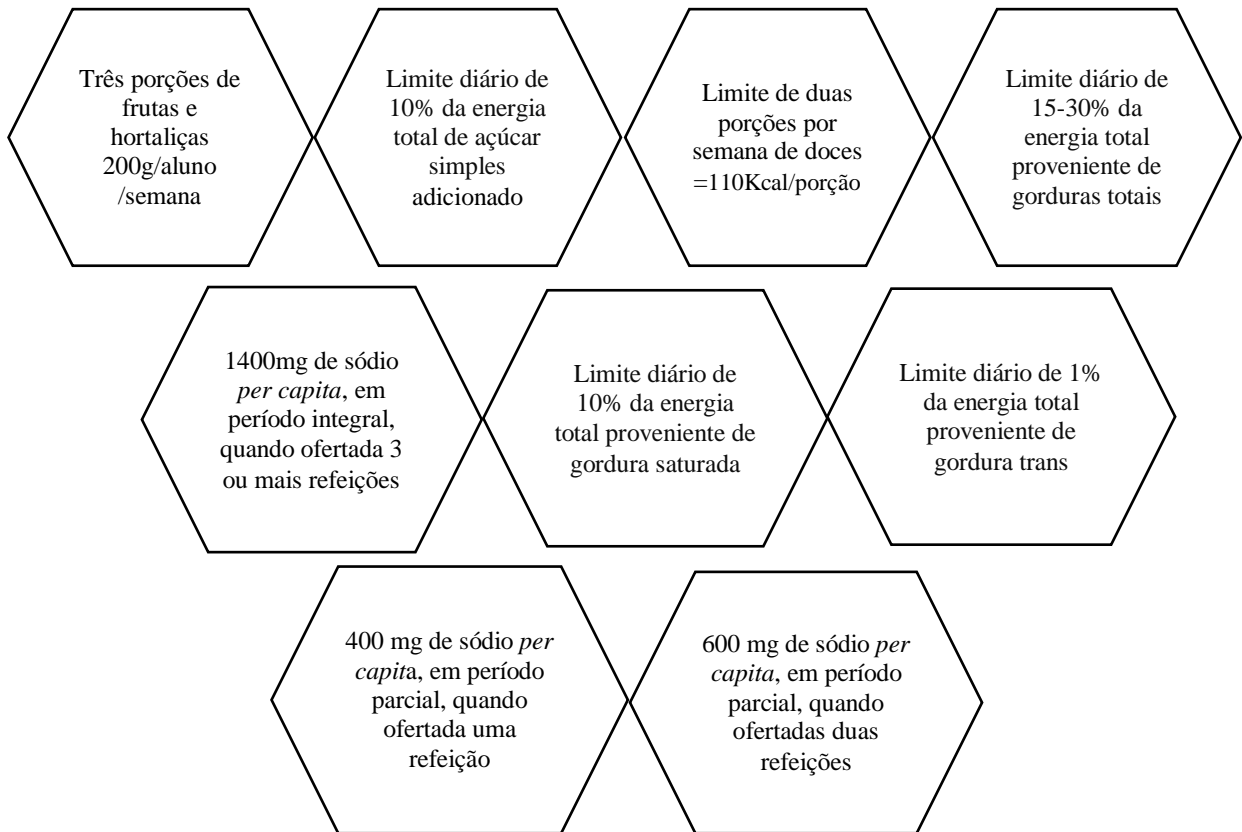 Três porções de
frutas e
hortaliças
200g/aluno
/semana
Limite diário de
10% da energia
total de açúcar
simples
adicionado
Limite de duas
porções por
semana de doces
=110Kcal/porção
Limite diário de
15-30% da
energia total
proveniente de
gorduras totais
1400mg de sódio
per capita, em
período integral,
quando ofertada 3
ou mais refeições
Limite diário de
10% da energia
total proveniente de
gordura saturada
Limite diário de 1%
da energia total
proveniente de
gordura trans
400 mg de sódio per
capita, em período
parcial, quando
ofertada uma
refeição
600 mg de sódio per
capita, em período
parcial, quando
ofertadas duas
refeições